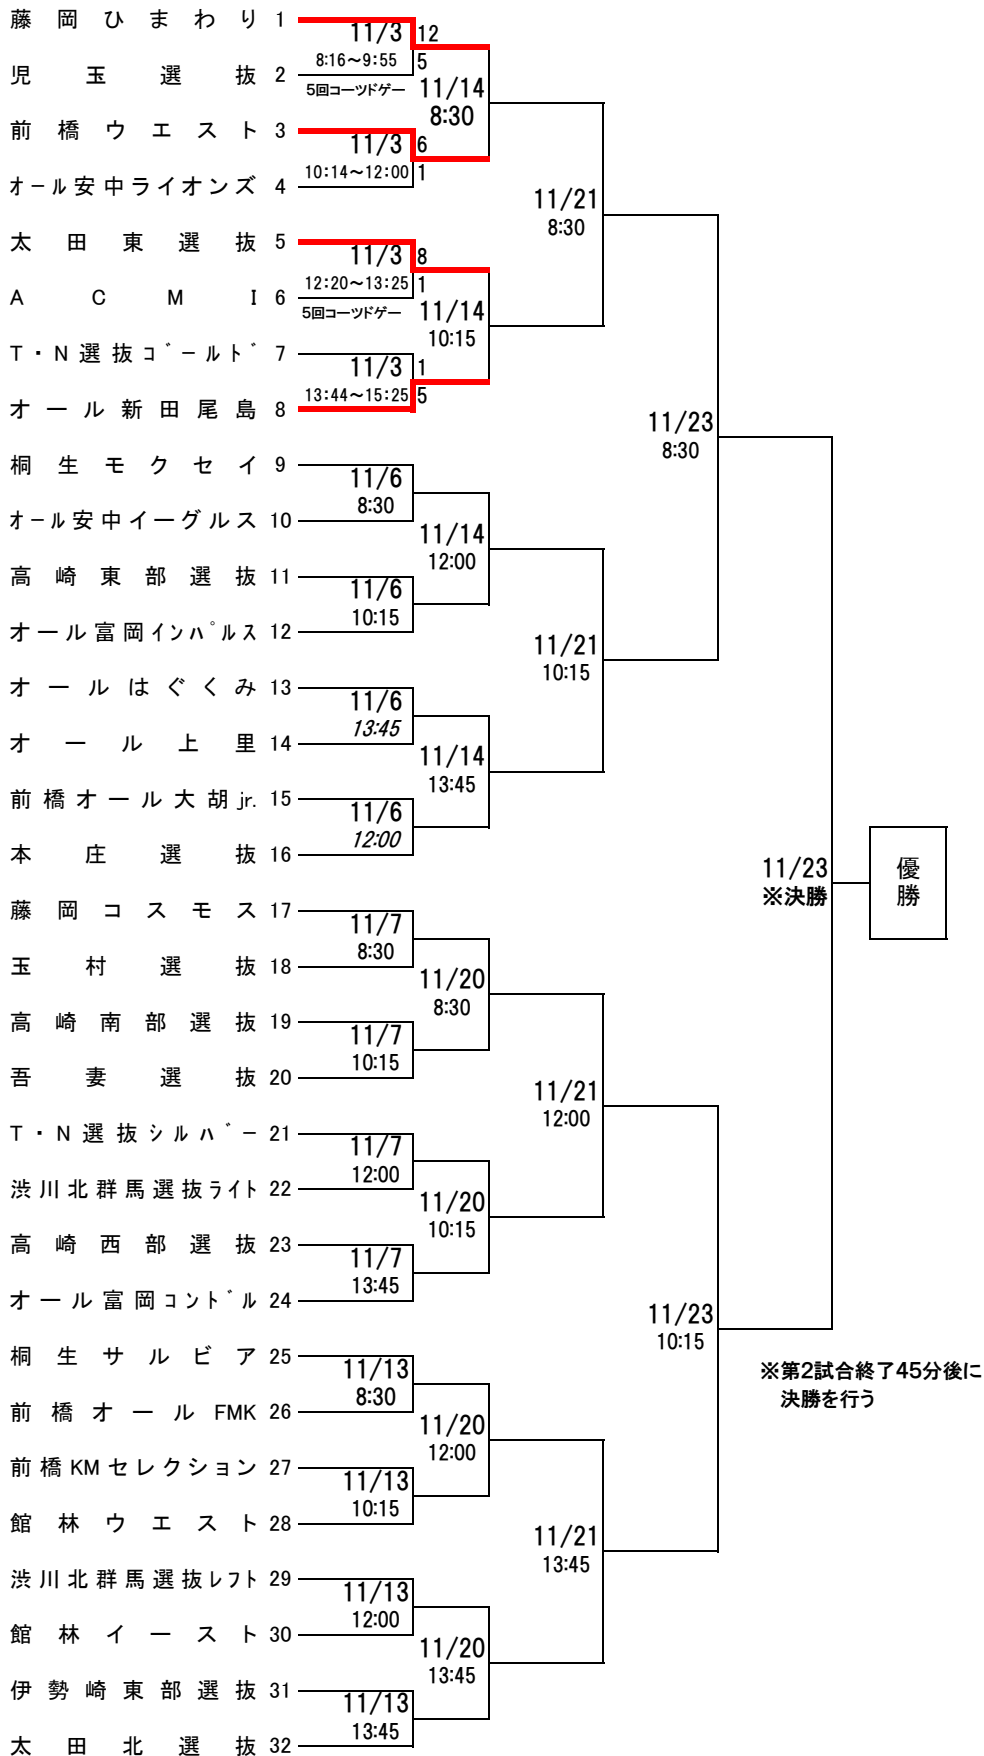 藤岡ひまわり 1
11/3 12
8:16～9:55 5
児玉選抜 2
5回コーツドゲー
11/14
8:30
前橋ウエスト 3
11/3 6
10:14～12:00 1
オール安中ライオンズ 4
11/21
8:30
太田東選抜 5
11/3 8
12:20～13:25 1
ACMI 6
5回コーツドゲー
11/14
10:15
T・N選抜ゴールド 7
11/3 1
13:44～15:25 5
オール新田尾島 8
11/23
8:30
桐生モクセイ 9
11/6
8:30
オール安中イーグルス 10
11/14
12:00
高崎東部選抜 11
11/6
10:15
オール富岡インパルス 12
11/21
10:15
オールはぐくみ 13
11/6
13:45
オール上里 14
11/14
13:45
前橋オール大胡jr. 15
11/6
12:00
本庄選抜 16
11/23
※決勝
優勝
藤岡コスモス 17
11/7
8:30
玉村選抜 18
11/20
8:30
高崎南部選抜 19
11/7
10:15
吾妻選抜 20
11/21
12:00
T・N選抜シルバー 21
11/7
12:00
渋川北群馬選抜ライト 22
11/20
10:15
高崎西部選抜 23
11/7
13:45
オール富岡コンドル 24
11/23
10:15
桐生サルビア 25
11/13
8:30
※第2試合終了45分後に
決勝を行う
前橋オールFMK 26
11/20
12:00
前橋KMセレクション 27
11/13
10:15
館林ウエスト 28
11/21
13:45
渋川北群馬選抜レフト 29
11/13
12:00
館林イースト 30
11/20
13:45
伊勢崎東部選抜 31
11/13
13:45
太田北選抜 32